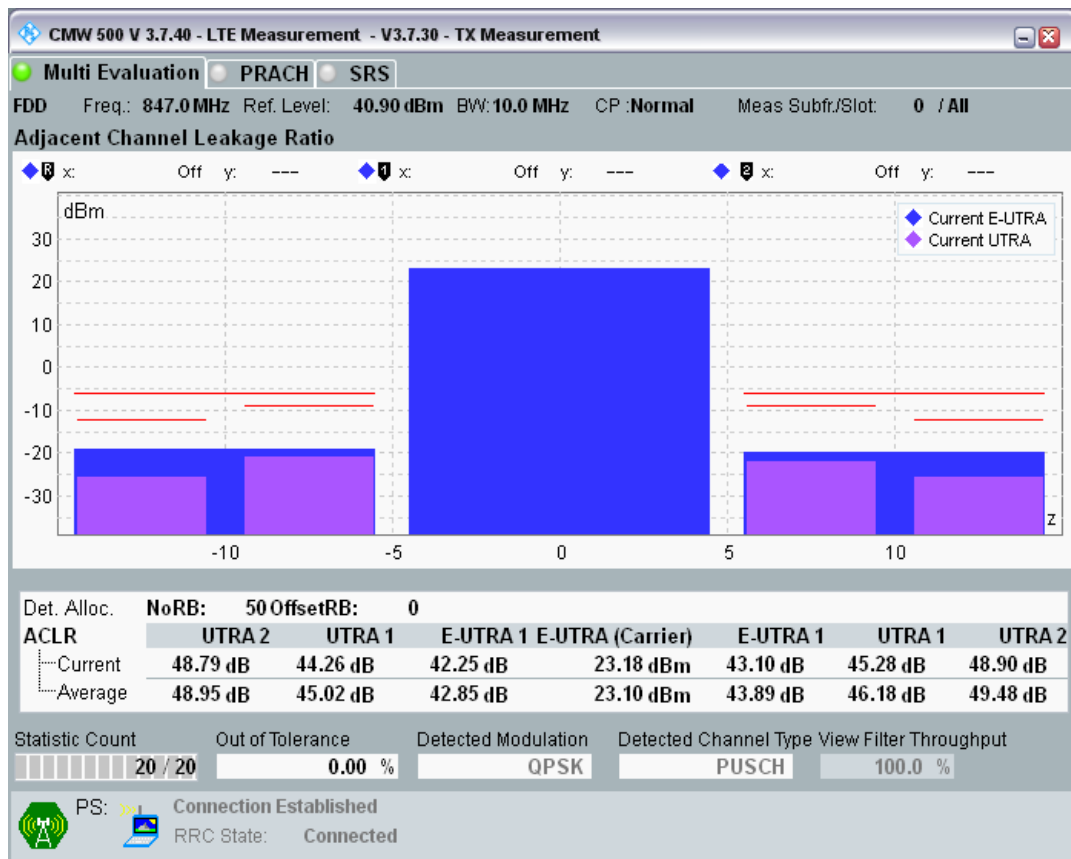 CMW 500 V 3.7.40 - LTE Measurement - V3.7.30 - TX Measurement
Multi Evaluation PRACH SRS
FDD Freq.: 847.0 MHz Ref. Level: 40.90 dBm BW: 10.0 MHz CP :Normal Meas Subfr./Slot: 0 / All
Adjacent Channel Leakage Ratio
R x: Off y: --- 1 x: Off y: --- 2 x: Off y: ---
dBm
Current E-UTRA
Current UTRA
30
20
10
0
-10
-20
-30
z
-10 -5 0 5 10
Det. Alloc. NoRB: 50 OffsetRB: 0
ACLR UTRA 2 UTRA 1 E-UTRA 1 E-UTRA (Carrier) E-UTRA 1 UTRA 1 UTRA 2
Current 48.79 dB 44.26 dB 42.25 dB 23.18 dBm 43.10 dB 45.28 dB 48.90 dB
Average 48.95 dB 45.02 dB 42.85 dB 23.10 dBm 43.89 dB 46.18 dB 49.48 dB
Statistic Count Out of Tolerance Detected Modulation Detected Channel Type View Filter Throughput
20 / 20 0.00 % QPSK PUSCH 100.0 %
PS: Connection Established
RRC State: Connected